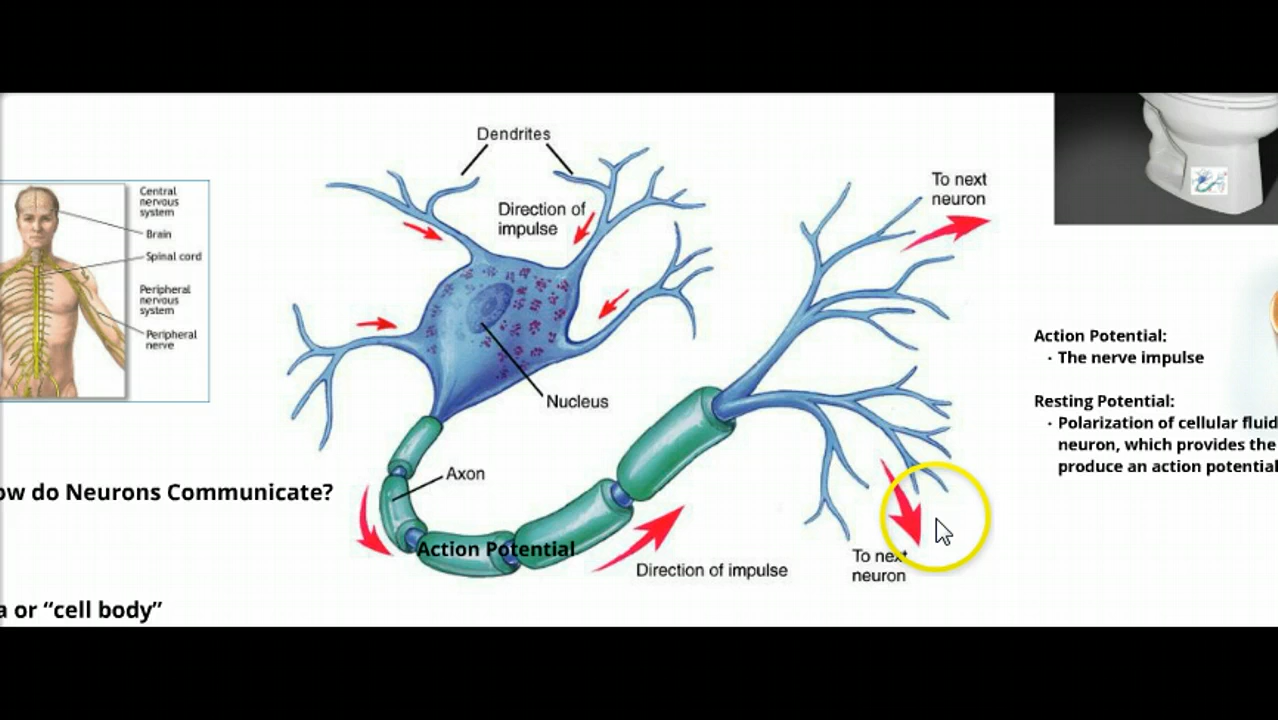 Central
nervous
system
Brain
Spinal cord
Peripheral
nervous
system
Peripheral
nerve
ow do Neurons Communicate?
a or “cell body”
Dendrites
Direction of
impulse
Nucleus
Axon
Action Potential
Direction of impulse
To next
neuron
To next
neuron
Action Potential:
· The nerve impulse
Resting Potential:
· Polarization of cellular fluid
neuron, which provides the
produce an action potential